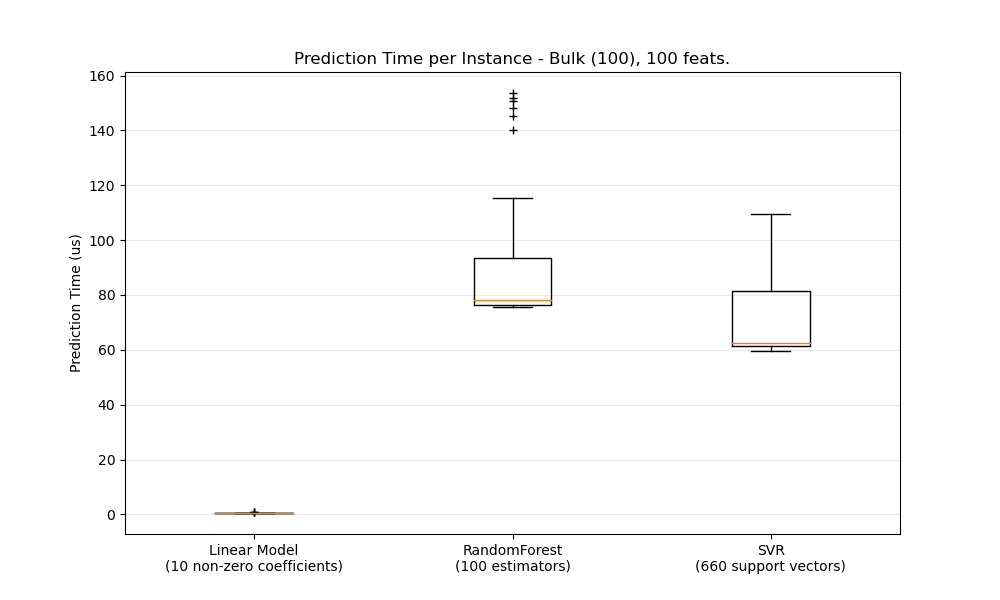 Prediction Time per Instance - Bulk (100), 100 feats.
160
140
120
100
80
60
40
20
0
Prediction Time (us)
Linear Model
(10 non-zero coefficients)
RandomForest
(100 estimators)
SVR
(660 support vectors)